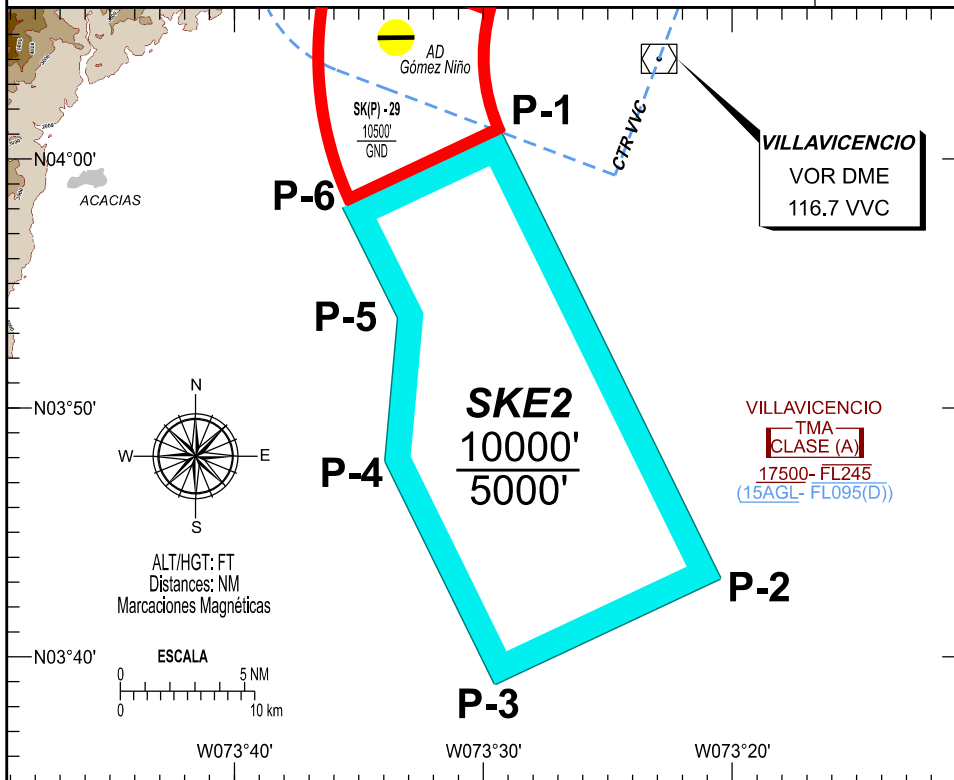 AD
Gómez Niño
SK(P) - 29
10500'
GND
P-1
CTR VVC
VILLAVICENCIO
VOR DME
116.7 VVC
N04°00'
ACACIAS
P-6
P-5
N03°50'
SKE2
10000'
5000'
VILLAVICENCIO
TMA
CLASE (A)
17500- FL245
(15AGL- FL095(D))
N
W
E
S
P-4
ALT/HGT: FT
Distances: NM
Marcaciones Magnéticas
P-2
N03°40'
ESCALA
0 5 NM
0 10 km
P-3
W073°40'
W073°30'
W073°20'